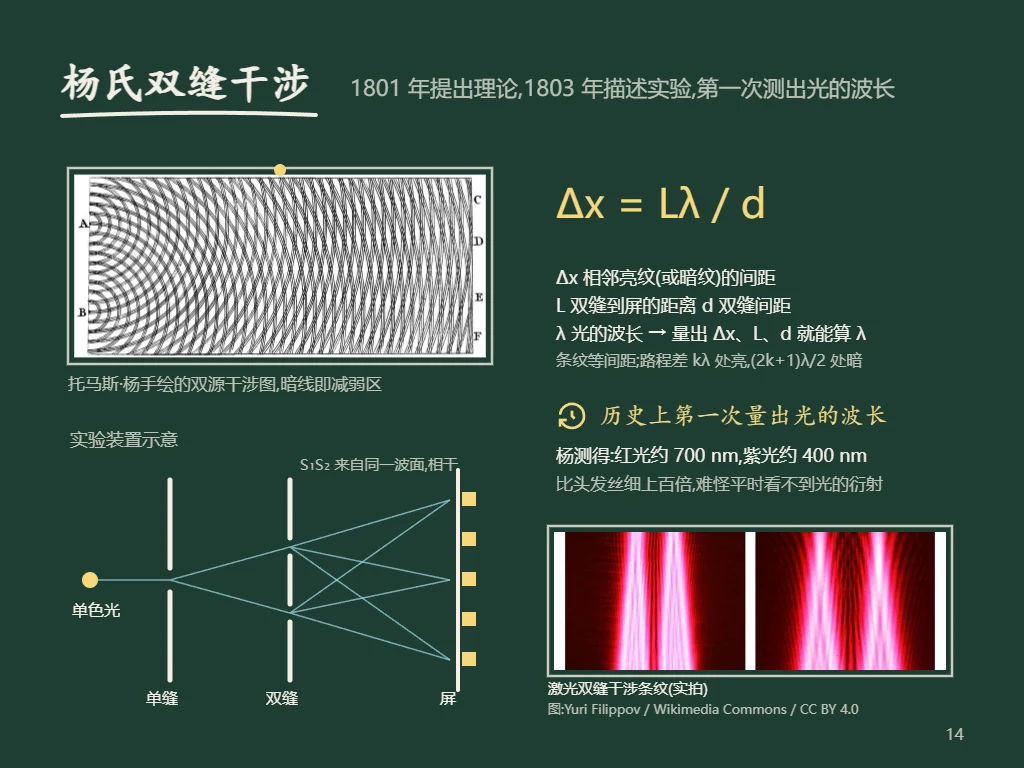 杨氏双缝干涉
1801 年提出理论,1803 年描述实验,第一次测出光的波长
A
B
C
D
E
F
托马斯·杨手绘的双源干涉图,暗线即减弱区
实验装置示意
S₁S₂ 来自同一波面,相干
单色光
单缝
双缝
屏
Δx = Lλ / d
Δx 相邻亮纹(或暗纹)的间距
L 双缝到屏的距离 d 双缝间距
λ 光的波长 → 量出 Δx、L、d 就能算 λ
条纹等间距;路程差 kλ 处亮,(2k+1)λ/2 处暗
历史上第一次量出光的波长
杨测得:红光约 700 nm,紫光约 400 nm
比头发丝细上百倍,难怪平时看不到光的衍射
激光双缝干涉条纹(实拍)
图:Yuri Filippov / Wikimedia Commons / CC BY 4.0
14